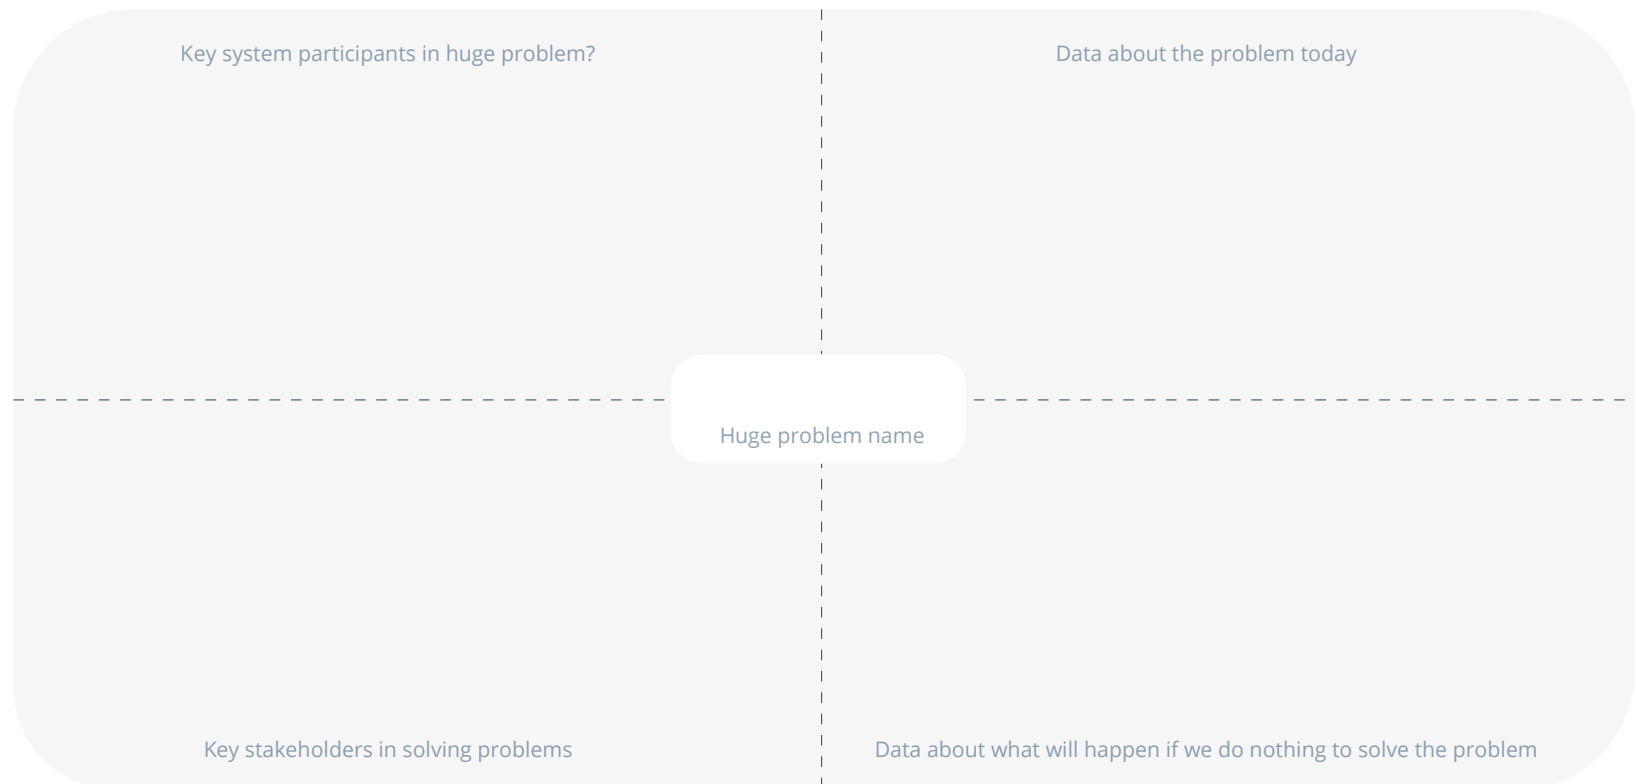 Key system participants in huge problem?
Data about the problem today
Huge problem name
Key stakeholders in solving problems
Data about what will happen if we do nothing to solve the problem